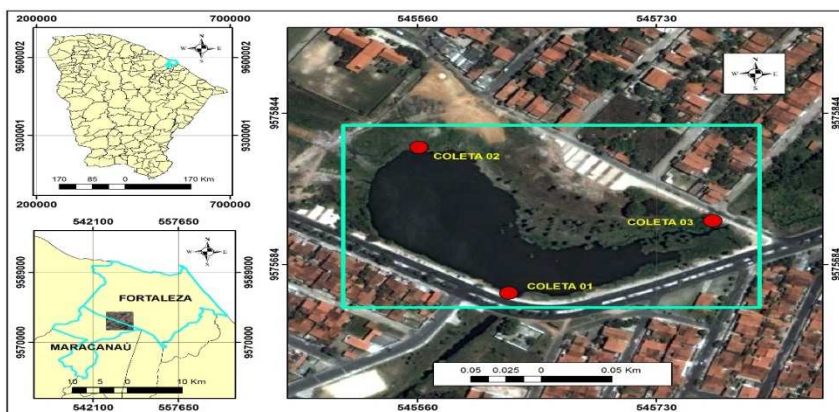 200000 700000
9600002 9600002
9300001 9300001
N
W E
S
170 85 0 170 Km
200000 700000
542100 557650
9589000 9589000
N
W E
S
FORTALEZA
MARACANAÚ
9570000 9570000
10 5 0 10 Km
542100 557650
545560 545730
N
W E
S
9575844 9575844
COLETA 02
COLETA 03
9575684 9575684
COLETA 01
0.05 0.025 0 0.05 Km
545560 545730